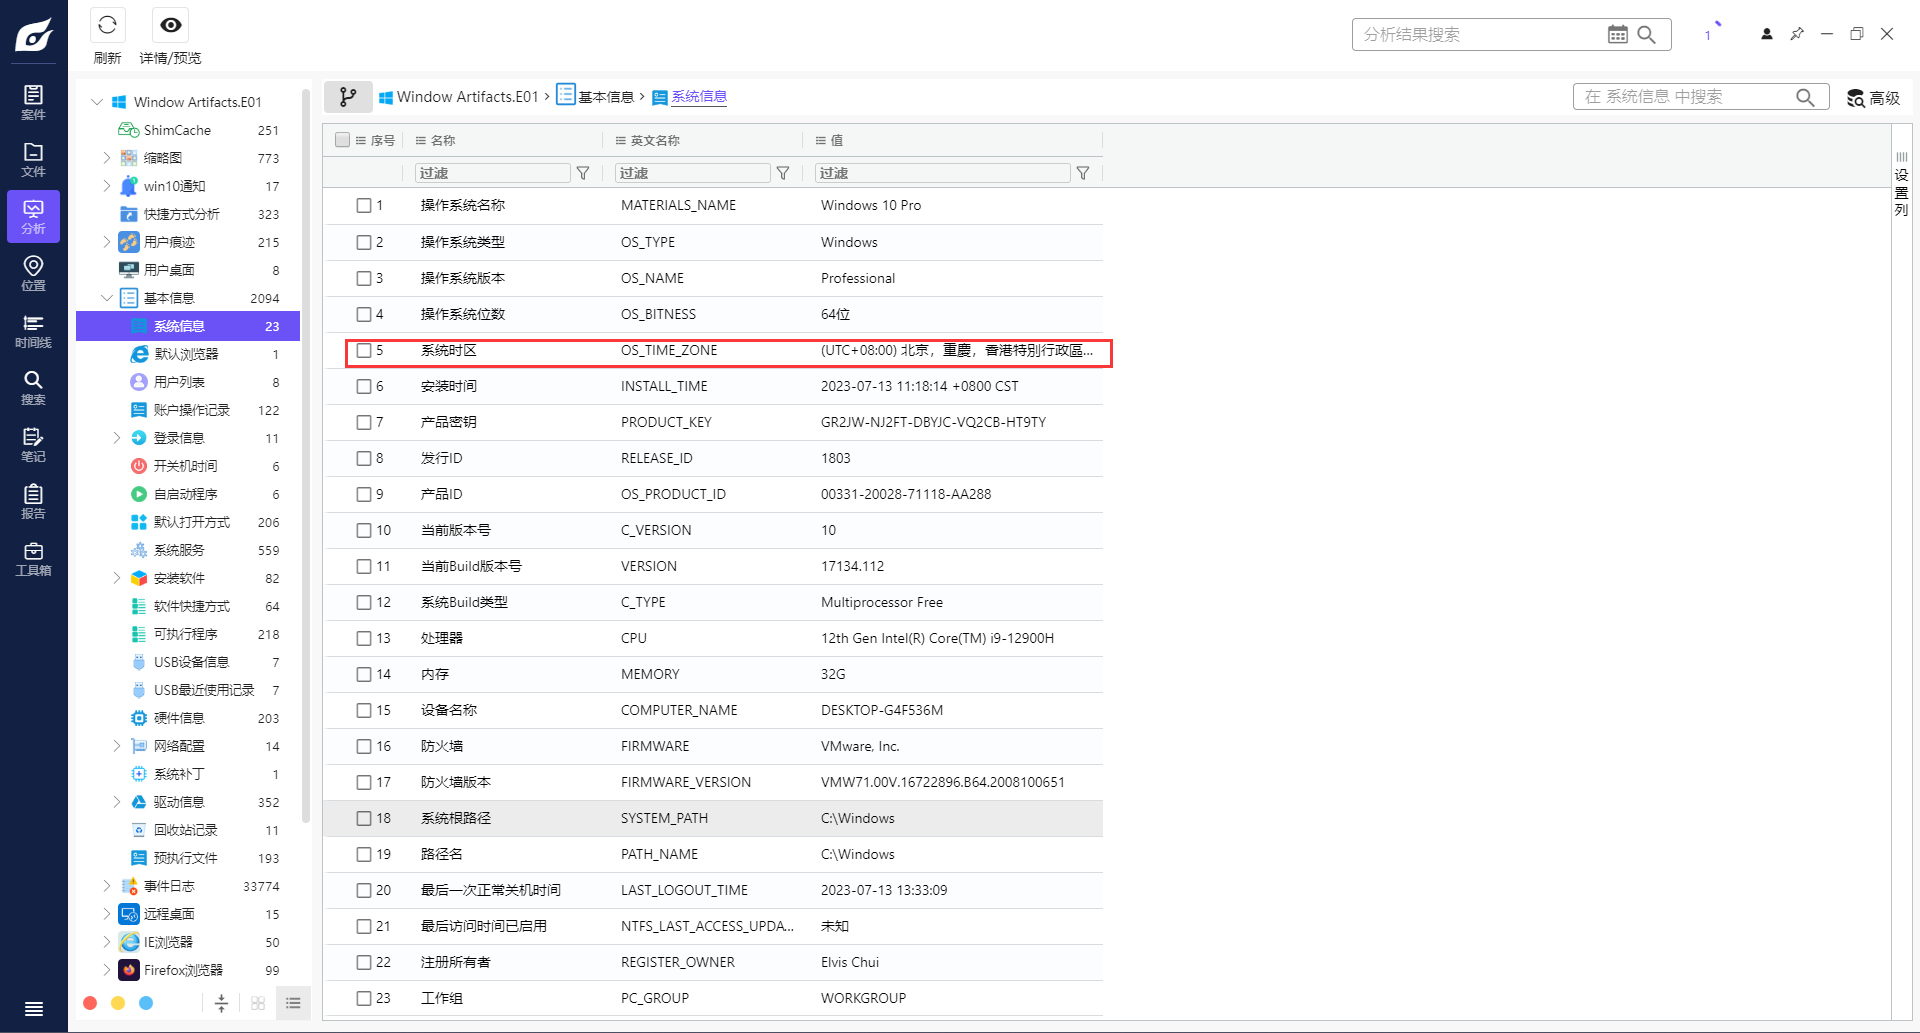 刷新
详情/预览
分析结果搜索
1
案件
文件
分析
位置
时间线
搜索
笔记
报告
工具箱
Window Artifacts.E01
ShimCache 251
缩略图 773
win10通知 17
快捷方式分析 323
用户痕迹 215
用户桌面 8
基本信息 2094
系统信息 23
默认浏览器 1
用户列表 8
账户操作记录 122
登录信息 11
开关机时间 6
自启动程序 6
默认打开方式 206
系统服务 559
安装软件 82
软件快捷方式 64
可执行程序 218
USB设备信息 7
USB最近使用记录 7
硬件信息 203
网络配置 14
系统补丁 1
驱动信息 352
回收站记录 11
预执行文件 193
事件日志 33774
远程桌面 15
IE浏览器 50
Firefox浏览器 99
Window Artifacts.E01 › 基本信息 › 系统信息
在 系统信息 中搜索
高级
序号 名称 英文名称 值
过滤 过滤 过滤
1 操作系统名称 MATERIALS_NAME Windows 10 Pro
2 操作系统类型 OS_TYPE Windows
3 操作系统版本 OS_NAME Professional
4 操作系统位数 OS_BITNESS 64位
5 系统时区 OS_TIME_ZONE (UTC+08:00) 北京，重慶，香港特別行政區...
6 安装时间 INSTALL_TIME 2023-07-13 11:18:14 +0800 CST
7 产品密钥 PRODUCT_KEY GR2JW-NJ2FT-DBYJC-VQ2CB-HT9TY
8 发行ID RELEASE_ID 1803
9 产品ID OS_PRODUCT_ID 00331-20028-71118-AA288
10 当前版本号 C_VERSION 10
11 当前Build版本号 VERSION 17134.112
12 系统Build类型 C_TYPE Multiprocessor Free
13 处理器 CPU 12th Gen Intel(R) Core(TM) i9-12900H
14 内存 MEMORY 32G
15 设备名称 COMPUTER_NAME DESKTOP-G4F536M
16 防火墙 FIRMWARE VMware, Inc.
17 防火墙版本 FIRMWARE_VERSION VMW71.00V.16722896.B64.2008100651
18 系统根路径 SYSTEM_PATH C:\Windows
19 路径名 PATH_NAME C:\Windows
20 最后一次正常关机时间 LAST_LOGOUT_TIME 2023-07-13 13:33:09
21 最后访问时间已启用 NTFS_LAST_ACCESS_UPDA... 未知
22 注册所有者 REGISTER_OWNER Elvis Chui
23 工作组 PC_GROUP WORKGROUP
设置列